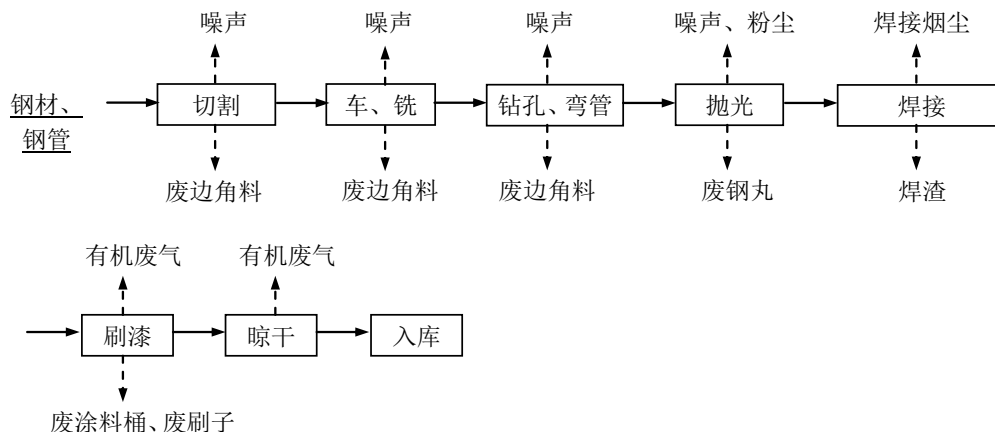 噪声
噪声
噪声
噪声、粉尘
焊接烟尘
钢材、
钢管
切割
车、铣
钻孔、弯管
抛光
焊接
废边角料
废边角料
废边角料
废钢丸
焊渣
有机废气
有机废气
刷漆
晾干
入库
废涂料桶、废刷子